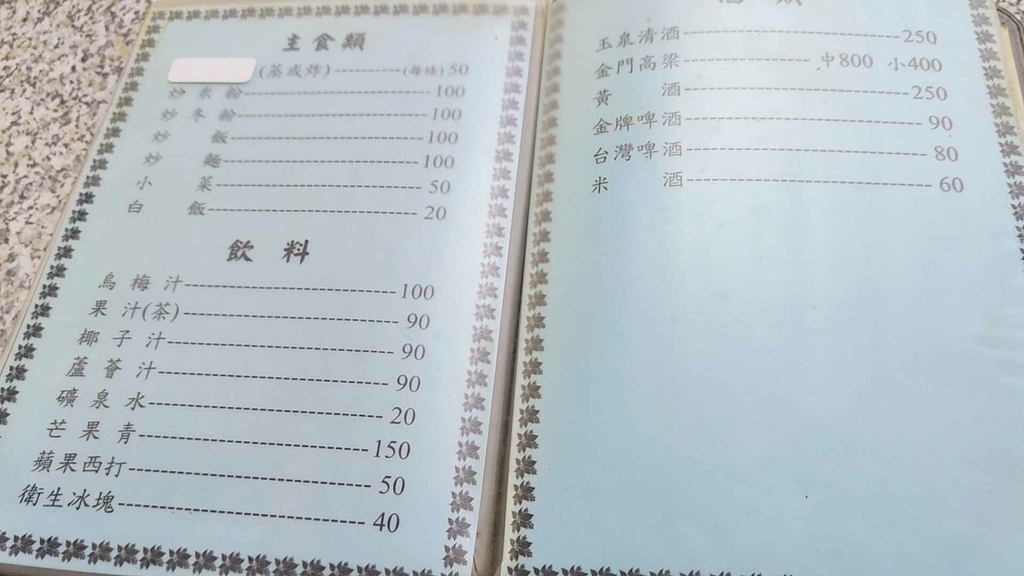 主食類
(蒸或炸)----------(每條) 50
炒米粉------------------100
炒冬粉------------------100
炒飯------------------100
炒麵------------------100
小菜------------------50
白飯------------------20
飲料
烏梅汁------------------100
果汁(茶)------------------90
椰子汁------------------90
蘆薈汁------------------90
礦泉水------------------20
芒果青------------------150
蘋果西打------------------50
衛生冰塊------------------40
玉泉清酒------------------250
金門高梁------------------中800 小400
黃酒------------------250
金牌啤酒------------------90
台灣啤酒------------------80
米酒------------------60